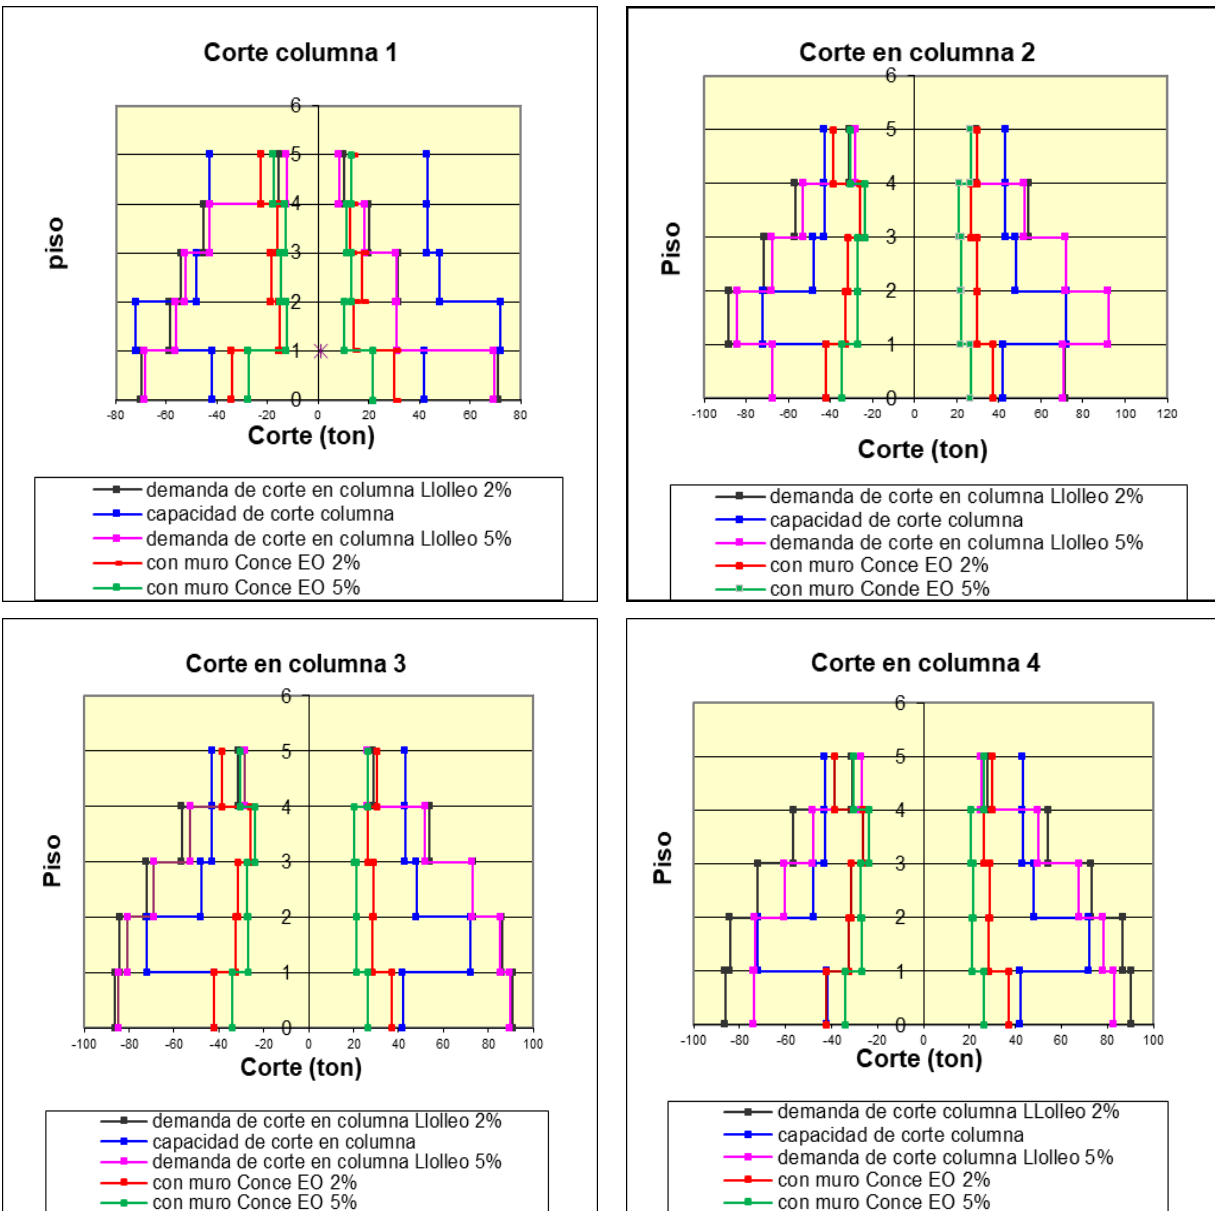 Corte columna 1
6
5
4
3
2
1
0
-80 -60 -40 -20 0 20 40 60 80
piso
Corte (ton)
demanda de corte en columna Llolleo 2%
capacidad de corte columna
demanda de corte en columna Llolleo 5%
con muro Conce EO 2%
con muro Conce EO 5%
Corte en columna 2
6
5
4
3
2
1
0
-100 -80 -60 -40 -20 0 20 40 60 80 100 120
Piso
Corte (ton)
demanda de corte en columna Llolleo 2%
capacidad de corte columna
demanda de corte en columna Llolleo 5%
con muro Conce EO 2%
con muro Conde EO 5%
Corte en columna 3
6
5
4
3
2
1
0
-100 -80 -60 -40 -20 0 20 40 60 80 100
Piso
Corte (ton)
demanda de corte en columna Llolleo 2%
capacidad de corte en columna
demanda de corte en columna Llolleo 5%
con muro Conce EO 2%
con muro Conce EO 5%
Corte en columna 4
6
5
4
3
2
1
0
-100 -80 -60 -40 -20 0 20 40 60 80 100
Piso
Corte (ton)
demanda de corte columna LLolleo 2%
capacidad de corte columna
demanda de corte columna Llolleo 5%
con muro Conce EO 2%
con muro Conce EO 5%